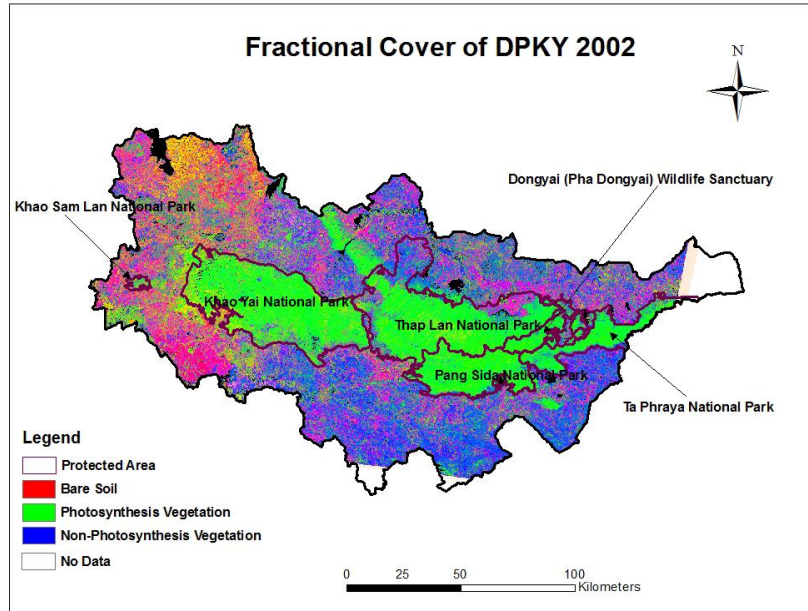 Fractional Cover of DPKY 2002
N
Dongyai (Pha Dongyai) Wildlife Sanctuary
Khao Sam Lan National Park
Khao Yai National Park
Thap Lan National Park
Pang Sida National Park
Ta Phraya National Park
Legend
Protected Area
Bare Soil
Photosynthesis Vegetation
Non-Photosynthesis Vegetation
No Data
0 25 50 100
Kilometers